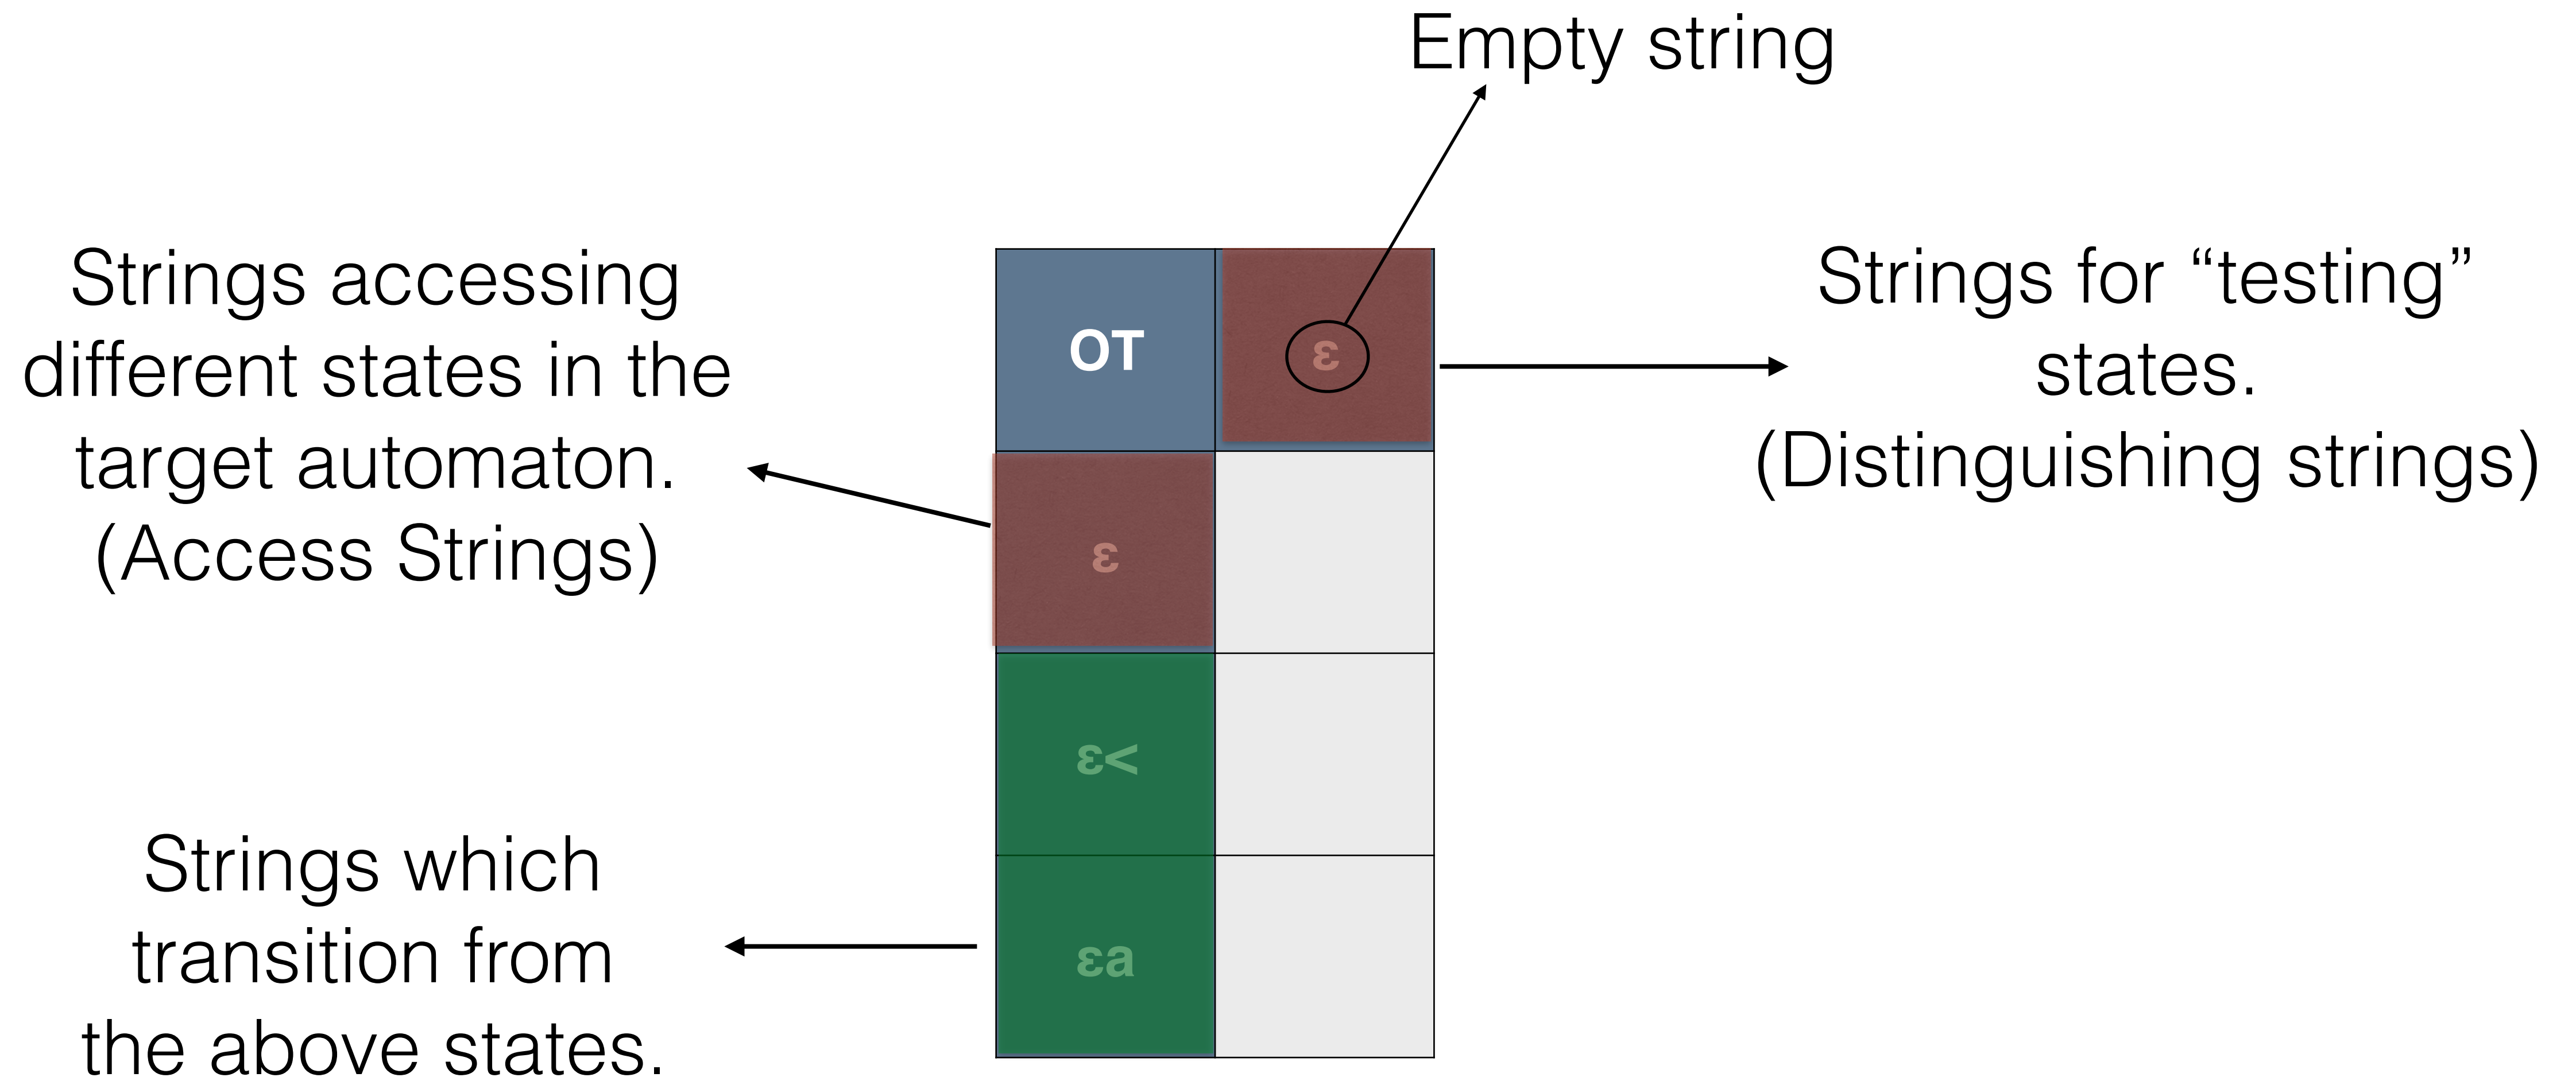 Empty string
Strings accessing
different states in the
target automaton.
(Access Strings)
OT
ε
Strings for “testing”
states.
(Distinguishing strings)
ε
ε<
εa
Strings which
transition from
the above states.